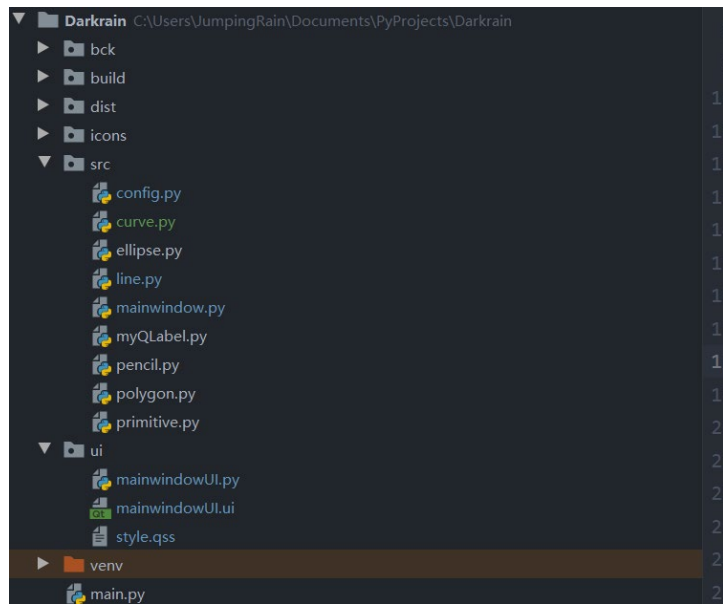 Darkrain C:\Users\JumpingRain\Documents\PyProjects\Darkrain
bck
build
dist
icons
src
config.py
curve.py
ellipse.py
line.py
mainwindow.py
myQLabel.py
pencil.py
polygon.py
primitive.py
ui
mainwindowUI.py
Qt mainwindowUI.ui
style.qss
venv
main.py